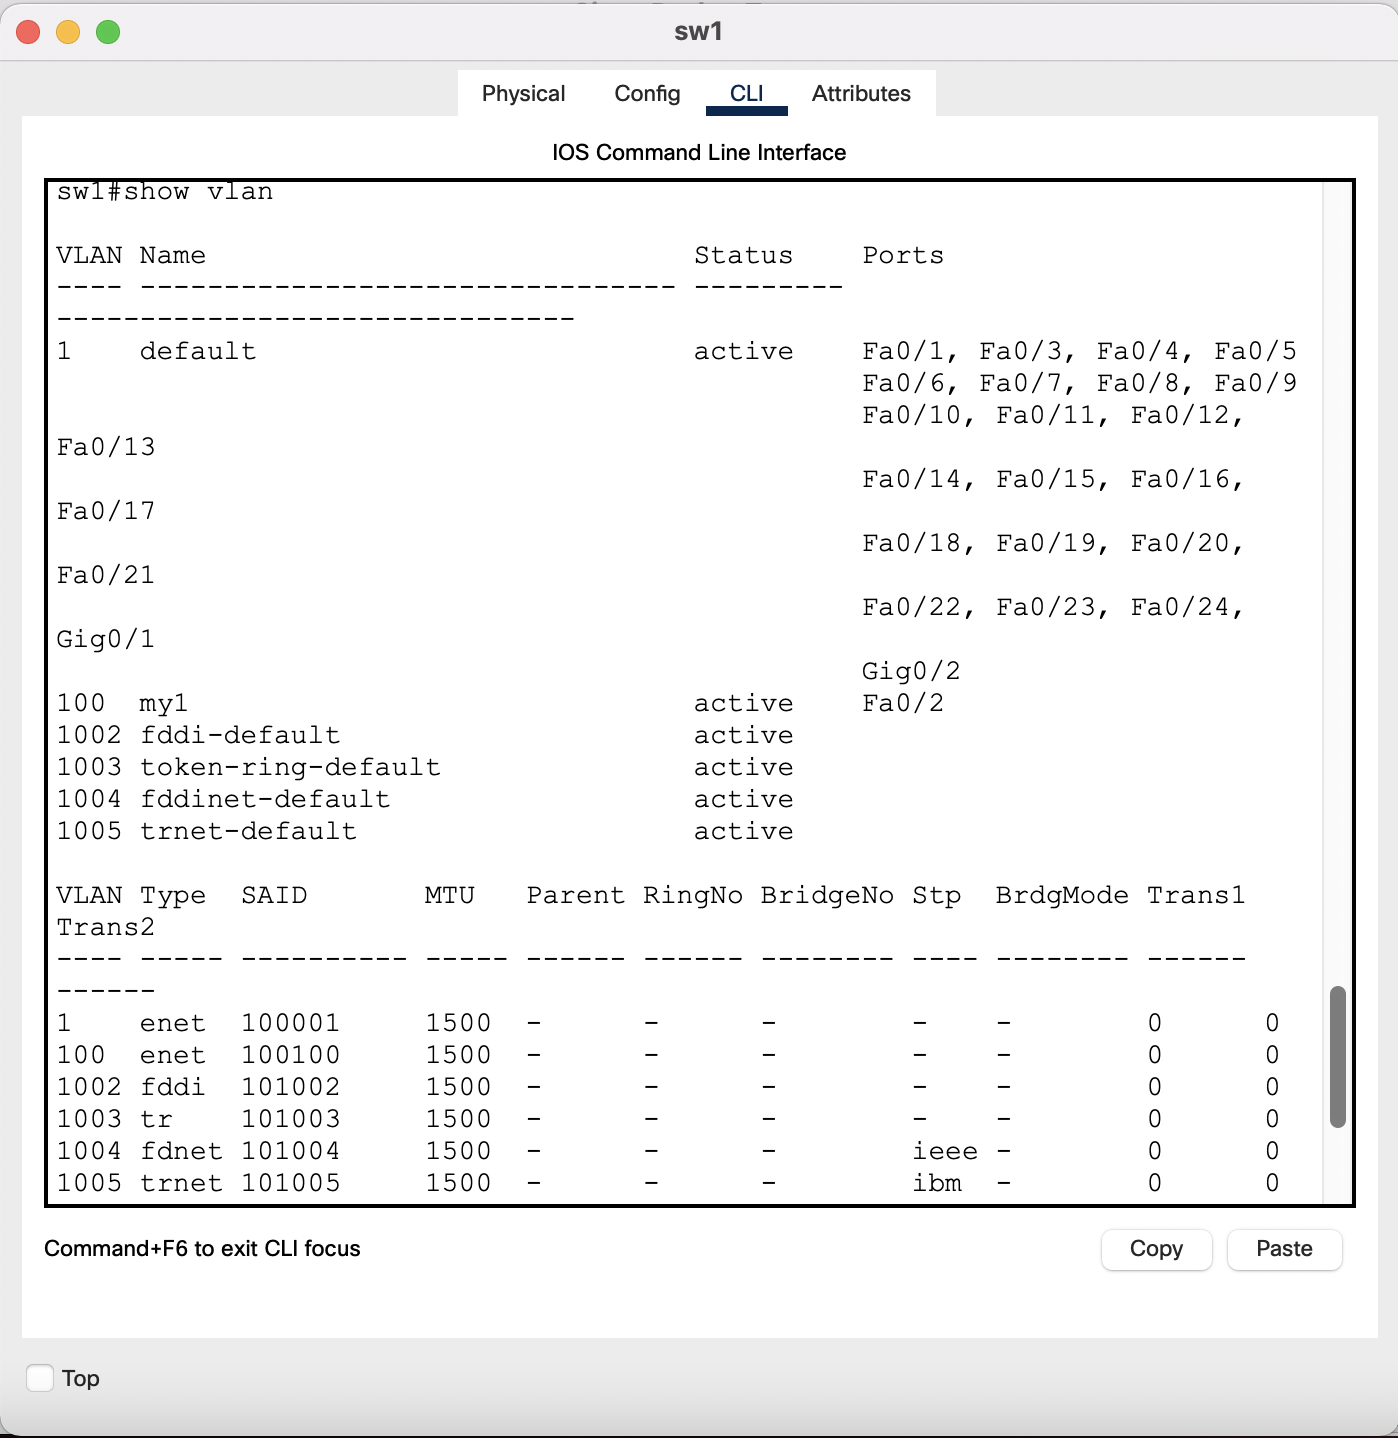 sw1
Physical Config CLI Attributes
IOS Command Line Interface
sw1#show vlan
VLAN Name                             Status    Ports
---- -------------------------------- ---------
-------------------------------
1    default                          active    Fa0/1, Fa0/3, Fa0/4, Fa0/5
                                                Fa0/6, Fa0/7, Fa0/8, Fa0/9
                                                Fa0/10, Fa0/11, Fa0/12,
Fa0/13
                                                Fa0/14, Fa0/15, Fa0/16,
Fa0/17
                                                Fa0/18, Fa0/19, Fa0/20,
Fa0/21
                                                Fa0/22, Fa0/23, Fa0/24,
Gig0/1
                                                Gig0/2
100  my1                              active    Fa0/2
1002 fddi-default                     active
1003 token-ring-default               active
1004 fddinet-default                  active
1005 trnet-default                    active
VLAN Type  SAID       MTU   Parent RingNo BridgeNo Stp  BrdgMode Trans1
Trans2
---- ----- ---------- ----- ------ ------ -------- ---- -------- ------
------
1    enet  100001     1500  -      -      -        -    -        0      0
100  enet  100100     1500  -      -      -        -    -        0      0
1002 fddi  101002     1500  -      -      -        -    -        0      0
1003 tr    101003     1500  -      -      -        -    -        0      0
1004 fdnet 101004     1500  -      -      -        ieee -        0      0
1005 trnet 101005     1500  -      -      -        ibm  -        0      0
Command+F6 to exit CLI focus
Copy Paste
Top